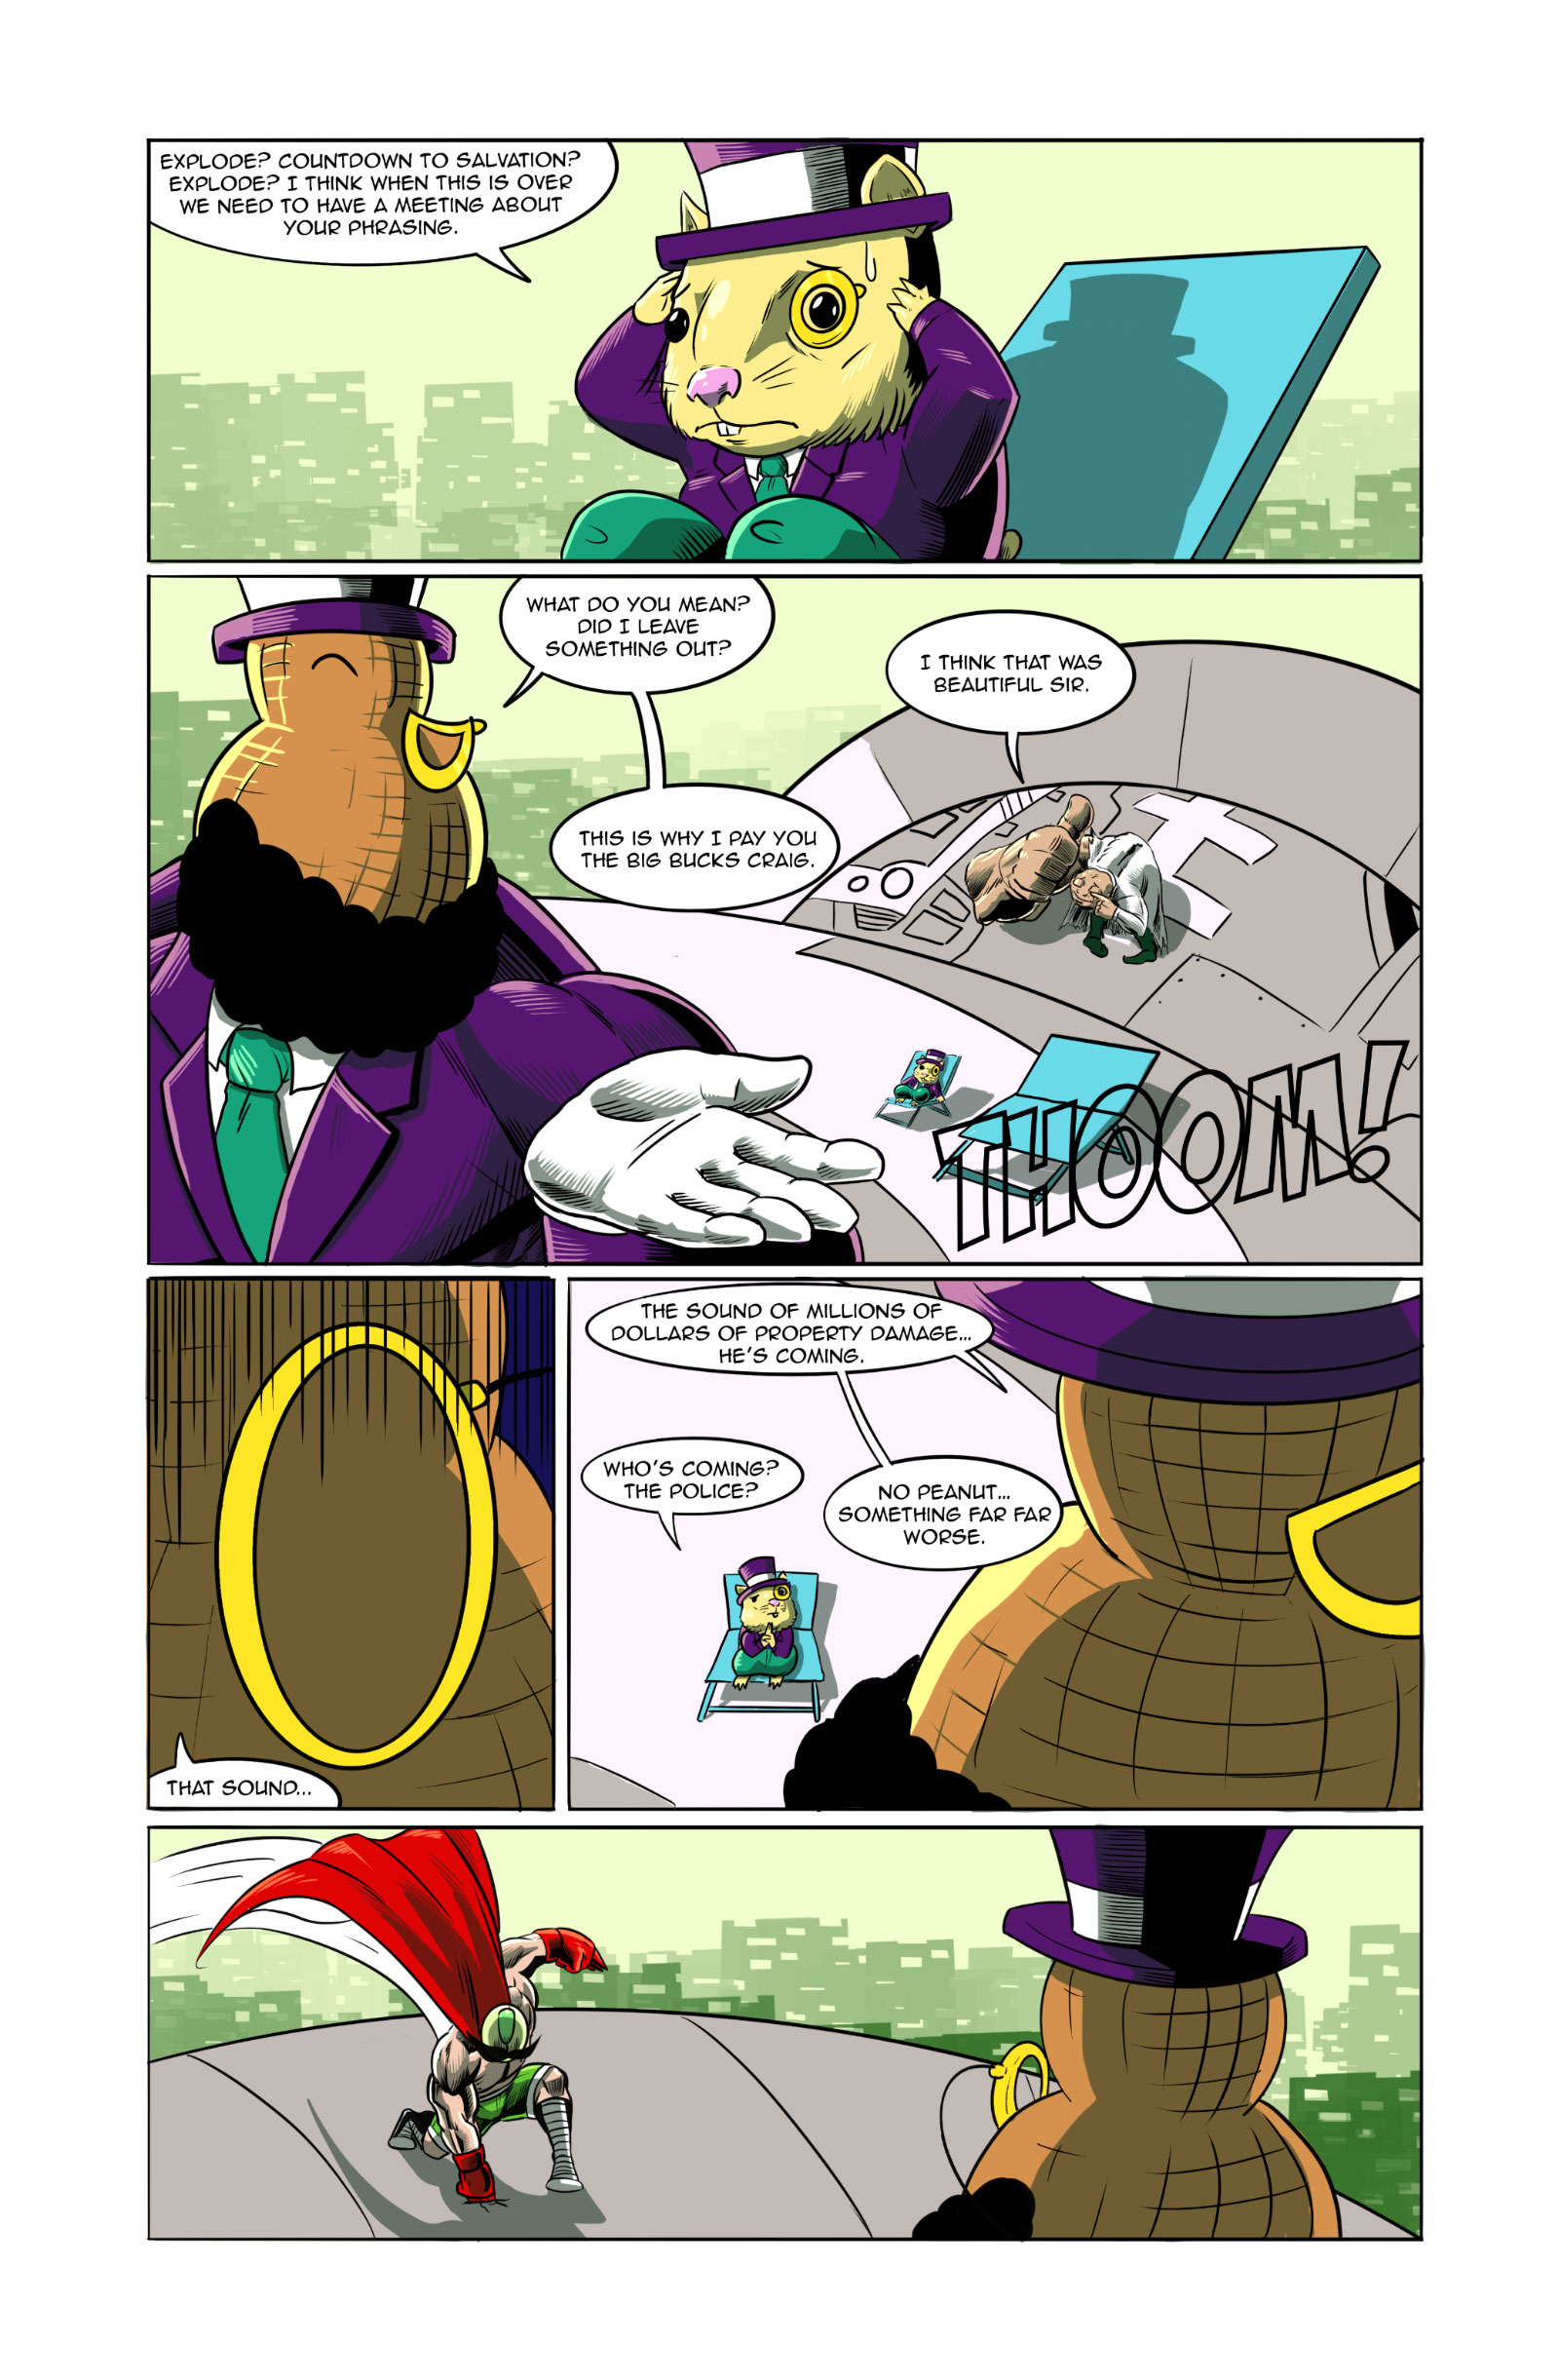 EXPLODE? COUNTDOWN TO SALVATION?
EXPLODE? I THINK WHEN THIS IS OVER
WE NEED TO HAVE A MEETING ABOUT
YOUR PHRASING.
WHAT DO YOU MEAN?
DID I LEAVE
SOMETHING OUT?
I THINK THAT WAS
BEAUTIFUL SIR.
THIS IS WHY I PAY YOU
THE BIG BUCKS CRAIG.
THOOM!
THAT SOUND...
THE SOUND OF MILLIONS OF
DOLLARS OF PROPERTY DAMAGE...
HE'S COMING.
WHO'S COMING?
THE POLICE?
NO PEANUT...
SOMETHING FAR FAR
WORSE.